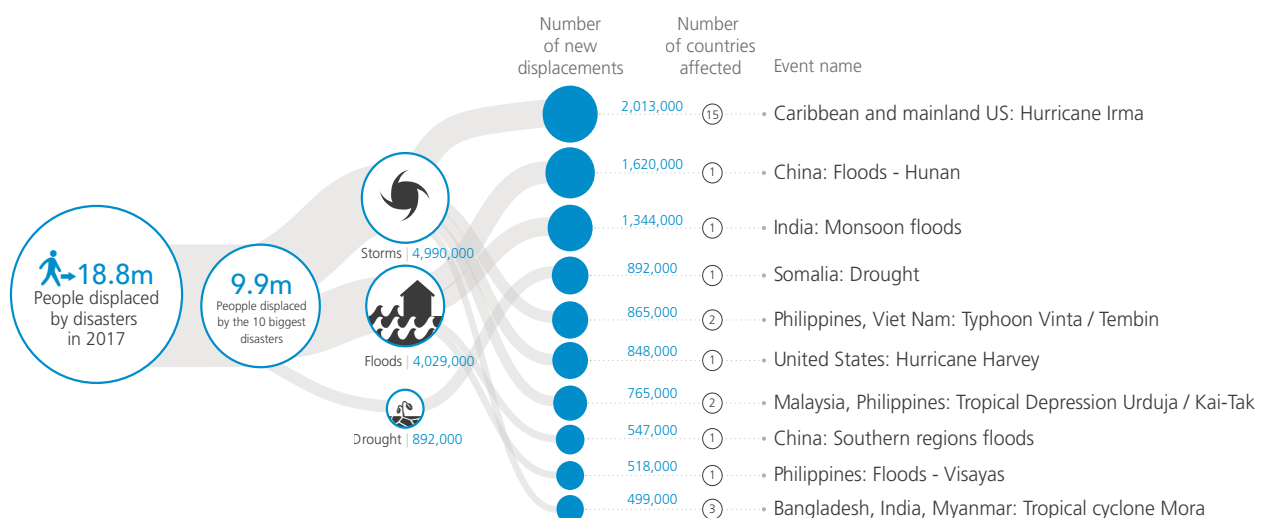 Number
of new
displacements
Number
of countries
affected
Event name
2,013,000 15 Caribbean and mainland US: Hurricane Irma
1,620,000 1 China: Floods - Hunan
1,344,000 1 India: Monsoon floods
892,000 1 Somalia: Drought
865,000 2 Philippines, Viet Nam: Typhoon Vinta / Tembin
848,000 1 United States: Hurricane Harvey
765,000 2 Malaysia, Philippines: Tropical Depression Urduja / Kai-Tak
547,000 1 China: Southern regions floods
518,000 1 Philippines: Floods - Visayas
499,000 3 Bangladesh, India, Myanmar: Tropical cyclone Mora
18.8m
People displaced
by disasters
in 2017
9.9m
Peopple displaced
by the 10 biggest
disasters
Storms | 4,990,000
Floods | 4,029,000
Drought | 892,000